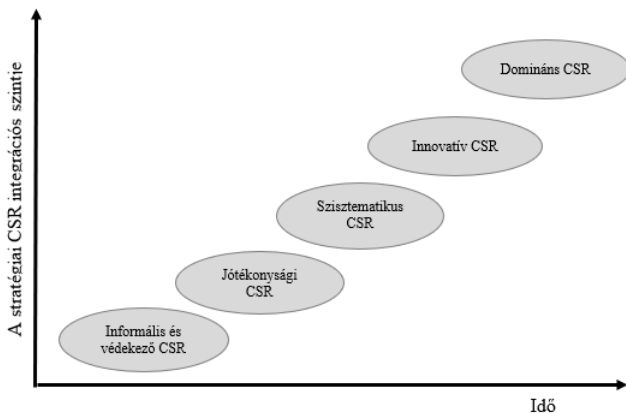 A stratégiai CSR integrációs szintje
Domináns CSR
Innovatív CSR
Szisztematikus
CSR
Jótékonysági
CSR
Informális és
védekező CSR
Idő